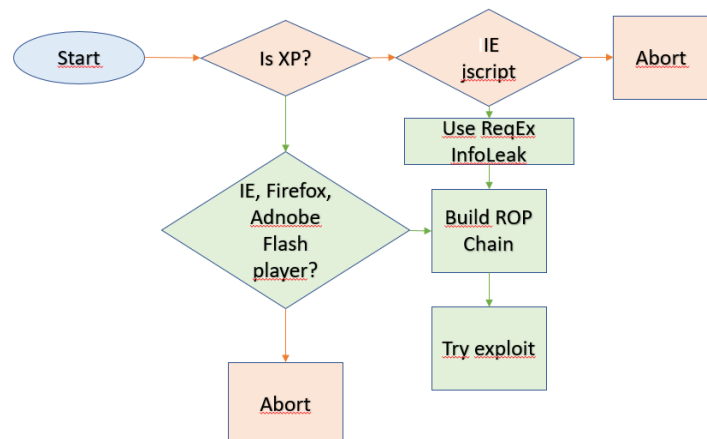 Start
Is XP?
IE
jscript
Abort
Use ReqEx
InfoLeak
IE, Firefox,
Adnobe
Flash
player?
Build ROP
Chain
Try exploit
Abort